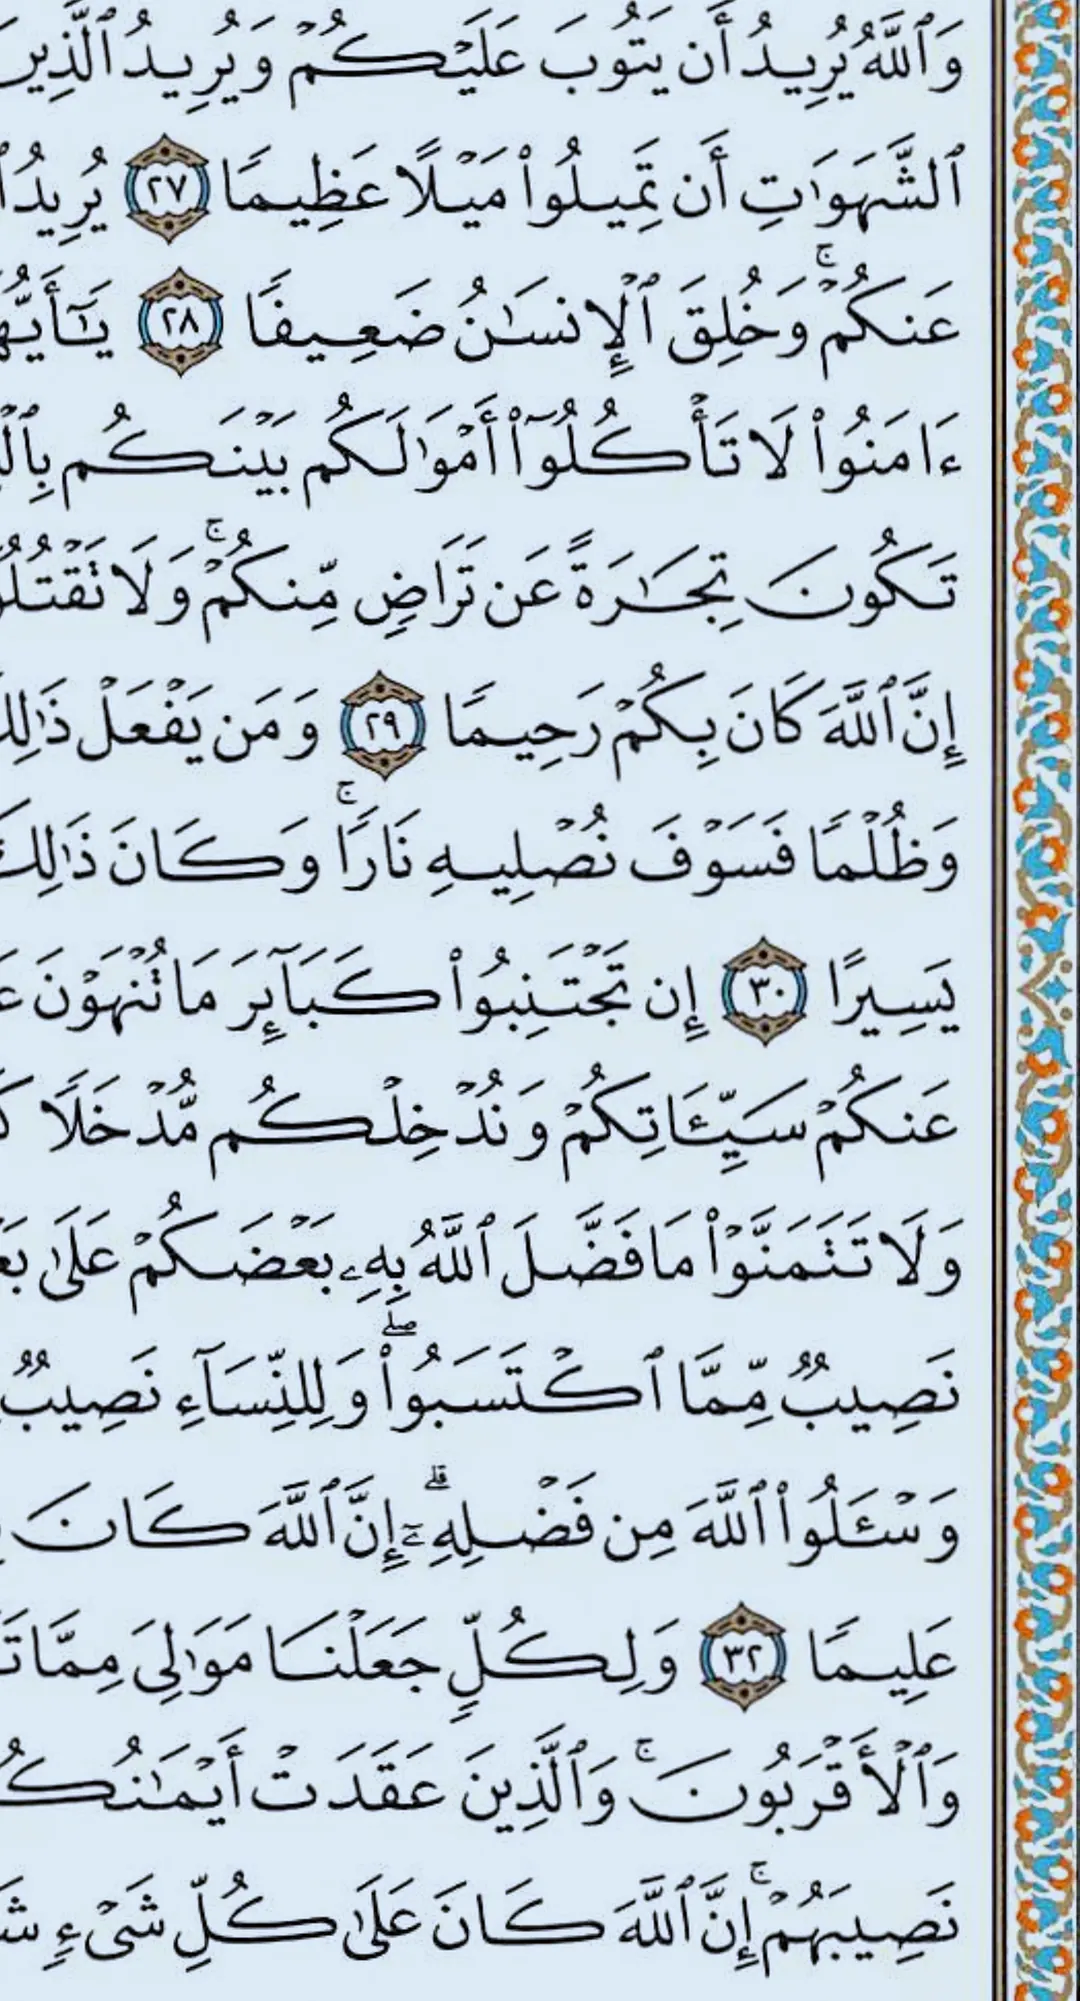 وَٱللَّهُ يُرِيدُ أَن يَتُوبَ عَلَيۡكُمۡ وَيُرِيدُ ٱلَّذِينَ
ٱلشَّهَوَٰتِ أَن تَمِيلُواْ مَيۡلًا عَظِيمٗا ٢٧ يُرِيدُ
عَنكُمۡۚ وَخُلِقَ ٱلۡإِنسَٰنُ ضَعِيفٗا ٢٨ يَٰٓأَيُّهَا
ءَامَنُواْ لَا تَأۡكُلُوٓاْ أَمۡوَٰلَكُم بَيۡنَكُم
تَكُونَ تِجَٰرَةً عَن تَرَاضٖ مِّنكُمۡۚ وَلَا
إِنَّ ٱللَّهَ كَانَ بِكُمۡ رَحِيمٗا ٢٩ وَمَن يَفۡعَلۡ ذَٰلِكَ
وَظُلۡمٗا فَسَوۡفَ نُصۡلِيهِ نَارٗاۚ وَكَانَ ذَٰلِكَ
يَسِيرًا ٣٠ إِن تَجۡتَنِبُواْ كَبَآئِرَ مَا تُنۡهَوۡنَ
عَنكُمۡ سَيِّـَٔاتِكُمۡ وَنُدۡخِلۡكُم مُّدۡخَلٗا
وَلَا تَتَمَنَّوۡاْ مَا فَضَّلَ ٱللَّهُ بِهِۦ بَعۡضَكُمۡ عَلَىٰ
نَصِيبٞ مِّمَّا ٱكۡتَسَبُواْۖ وَلِلنِّسَآءِ نَصِيبٞ
وَسۡـَٔلُواْ ٱللَّهَ مِن فَضۡلِهِۦٓۗ إِنَّ ٱللَّهَ كَانَ
عَلِيمٗا ٣٢ وَلِكُلّٖ جَعَلۡنَا مَوَٰلِيَ مِمَّا
وَٱلۡأَقۡرَبُونَۚ وَٱلَّذِينَ عَقَدَتۡ
نَصِيبَهُمۡۚ إِنَّ ٱللَّهَ كَانَ عَلَىٰ كُلِّ شَيۡءٖ